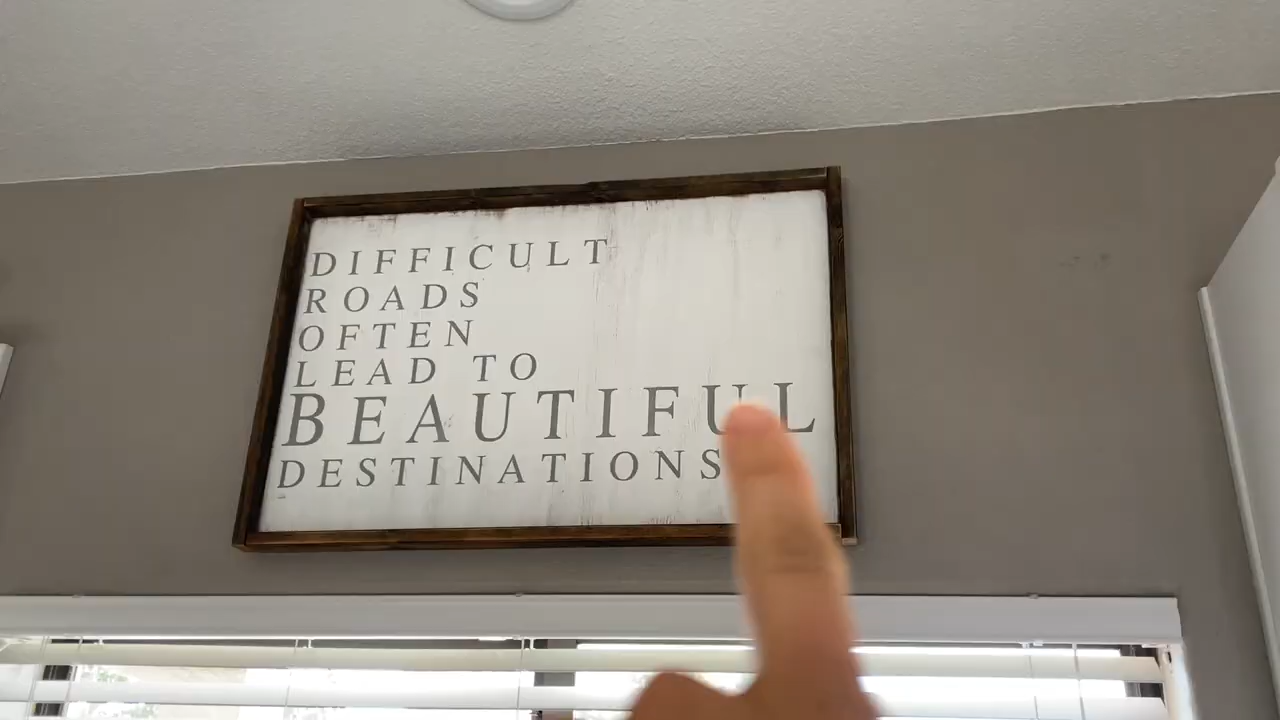 DIFFICULT
ROADS
OFTEN
LEAD TO
BEAUTIFUL
DESTINATIONS